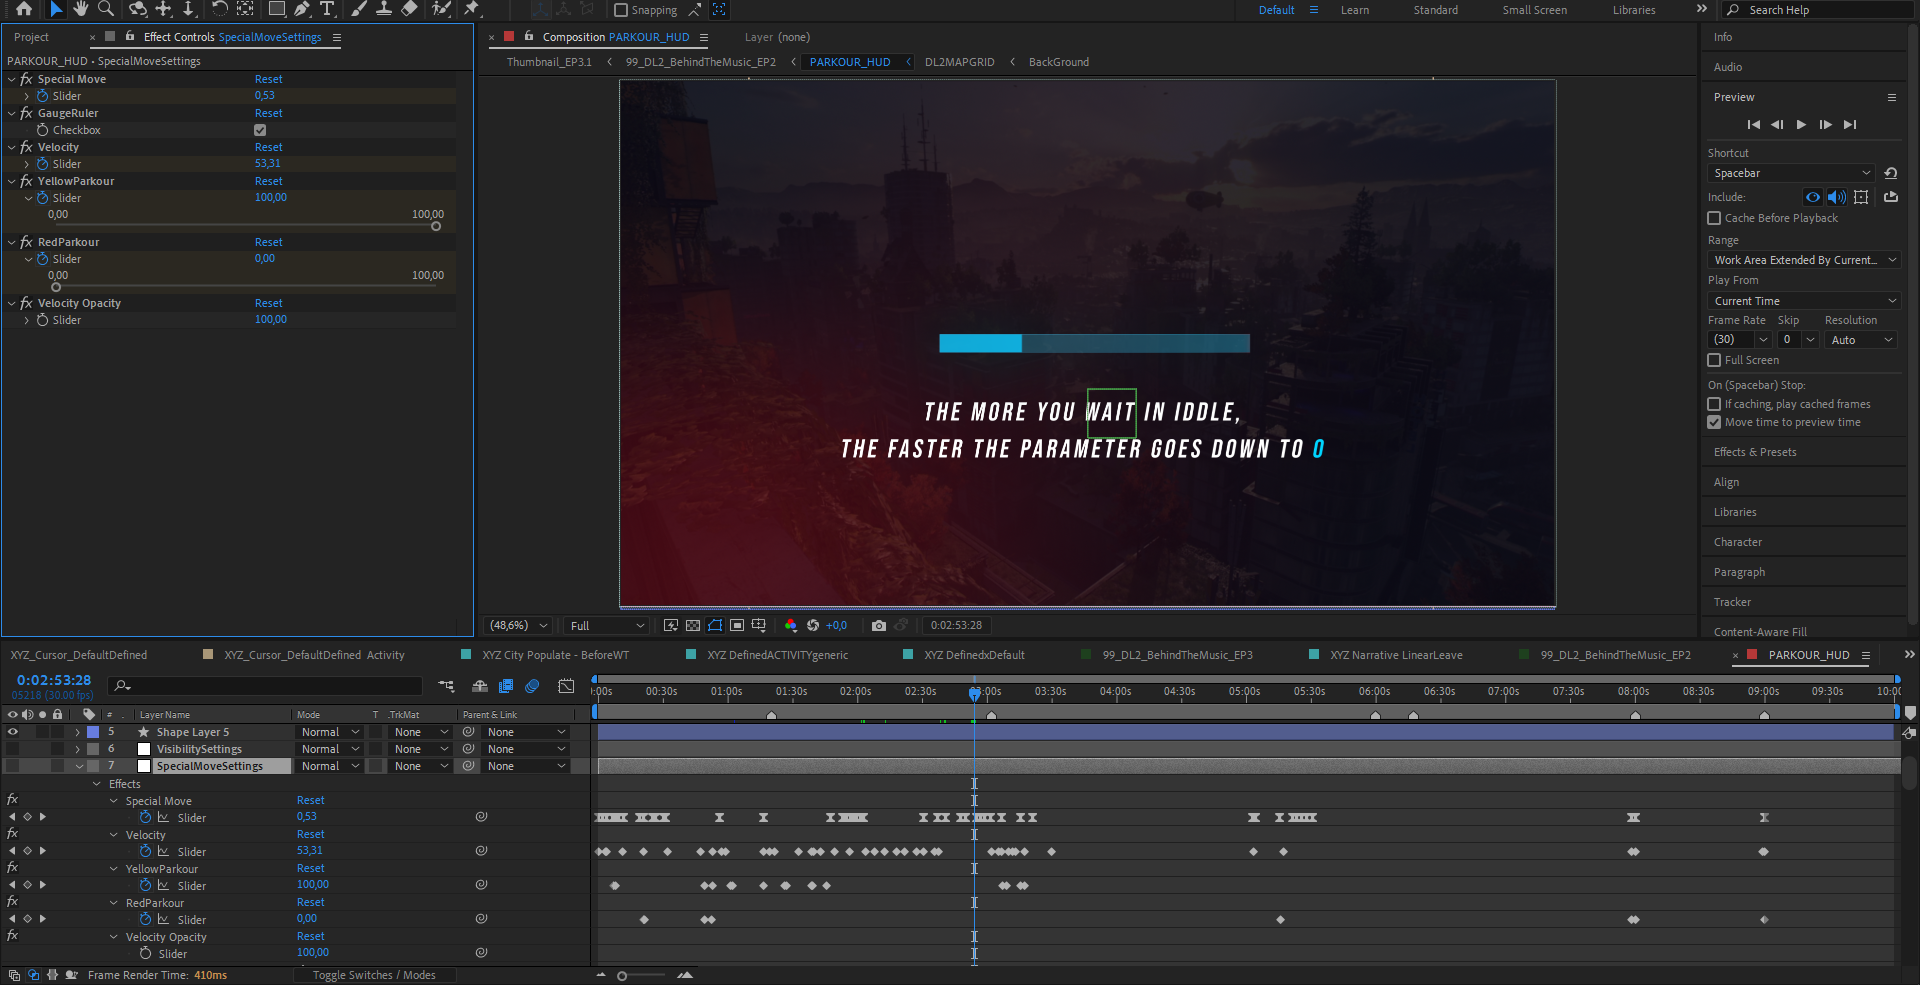 Snapping
Default
Learn
Standard
Small Screen
Libraries
Search Help
Project
Effect Controls SpecialMoveSettings
PARKOUR_HUD • SpecialMoveSettings
fx Special Move Reset
Slider 0,53
fx GaugeRuler Reset
Checkbox
fx Velocity Reset
Slider 53,31
fx YellowParkour Reset
Slider 100,00
0,00 100,00
fx RedParkour Reset
Slider 0,00
0,00 100,00
fx Velocity Opacity Reset
Slider 100,00
Composition PARKOUR_HUD
Layer (none)
Thumbnail_EP3.1 < 99_DL2_BehindTheMusic_EP2 < PARKOUR_HUD < DL2MAPGRID < BackGround
THE MORE YOU WAIT IN IDDLE,
THE FASTER THE PARAMETER GOES DOWN TO 0
(48,6%) Full +0,0 0:02:53:28
Info
Audio
Preview
Shortcut
Spacebar
Include:
Cache Before Playback
Range
Work Area Extended By Current...
Play From
Current Time
Frame Rate Skip Resolution
(30) 0 Auto
Full Screen
On (Spacebar) Stop:
If caching, play cached frames
Move time to preview time
Effects & Presets
Align
Libraries
Character
Paragraph
Tracker
Content-Aware Fill
XYZ_Cursor_DefaultDefined
XYZ_Cursor_DefaultDefined Activity
XYZ City Populate - BeforeWT
XYZ DefinedACTIVITYgeneric
XYZ DefinedxDefault
99_DL2_BehindTheMusic_EP3
XYZ Narrative LinearLeave
99_DL2_BehindTheMusic_EP2
PARKOUR_HUD
0:02:53:28
05218 (30.00 fps)
:00s 00:30s 01:00s 01:30s 02:00s 02:30s 03:00s 03:30s 04:00s 04:30s 05:00s 05:30s 06:00s 06:30s 07:00s 07:30s 08:00s 08:30s 09:00s 09:30s 10:00
# Layer Name Mode T .TrkMat Parent & Link
5 Shape Layer 5 Normal None None
6 VisibilitySettings Normal None None
7 SpecialMoveSettings Normal None None
Effects
fx Special Move Reset
Slider 0,53
fx Velocity Reset
Slider 53,31
fx YellowParkour Reset
Slider 100,00
fx RedParkour Reset
Slider 0,00
fx Velocity Opacity Reset
Slider 100,00
Frame Render Time: 410ms
Toggle Switches / Modes